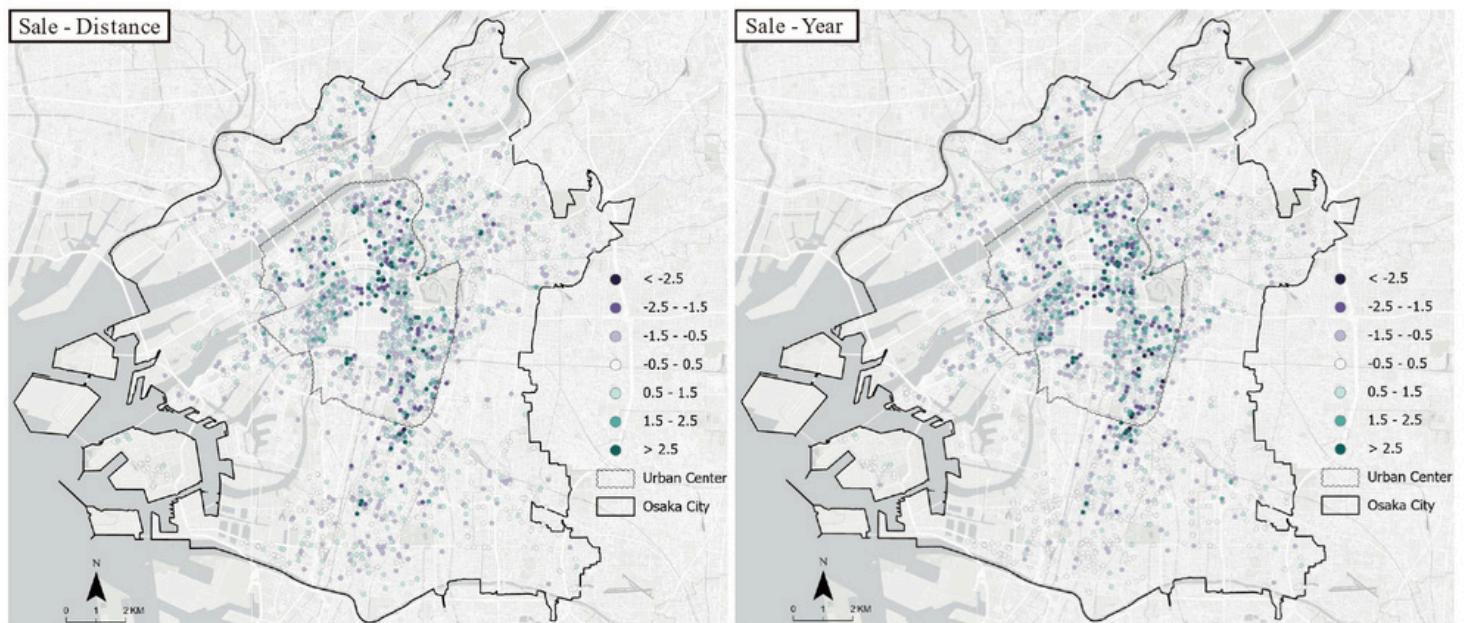 Sale - Distance
< -2.5
-2.5 - -1.5
-1.5 - -0.5
-0.5 - 0.5
0.5 - 1.5
1.5 - 2.5
> 2.5
Urban Center
Osaka City
N
0 1 2 KM
Sale - Year
< -2.5
-2.5 - -1.5
-1.5 - -0.5
-0.5 - 0.5
0.5 - 1.5
1.5 - 2.5
> 2.5
Urban Center
Osaka City
N
0 1 2 KM